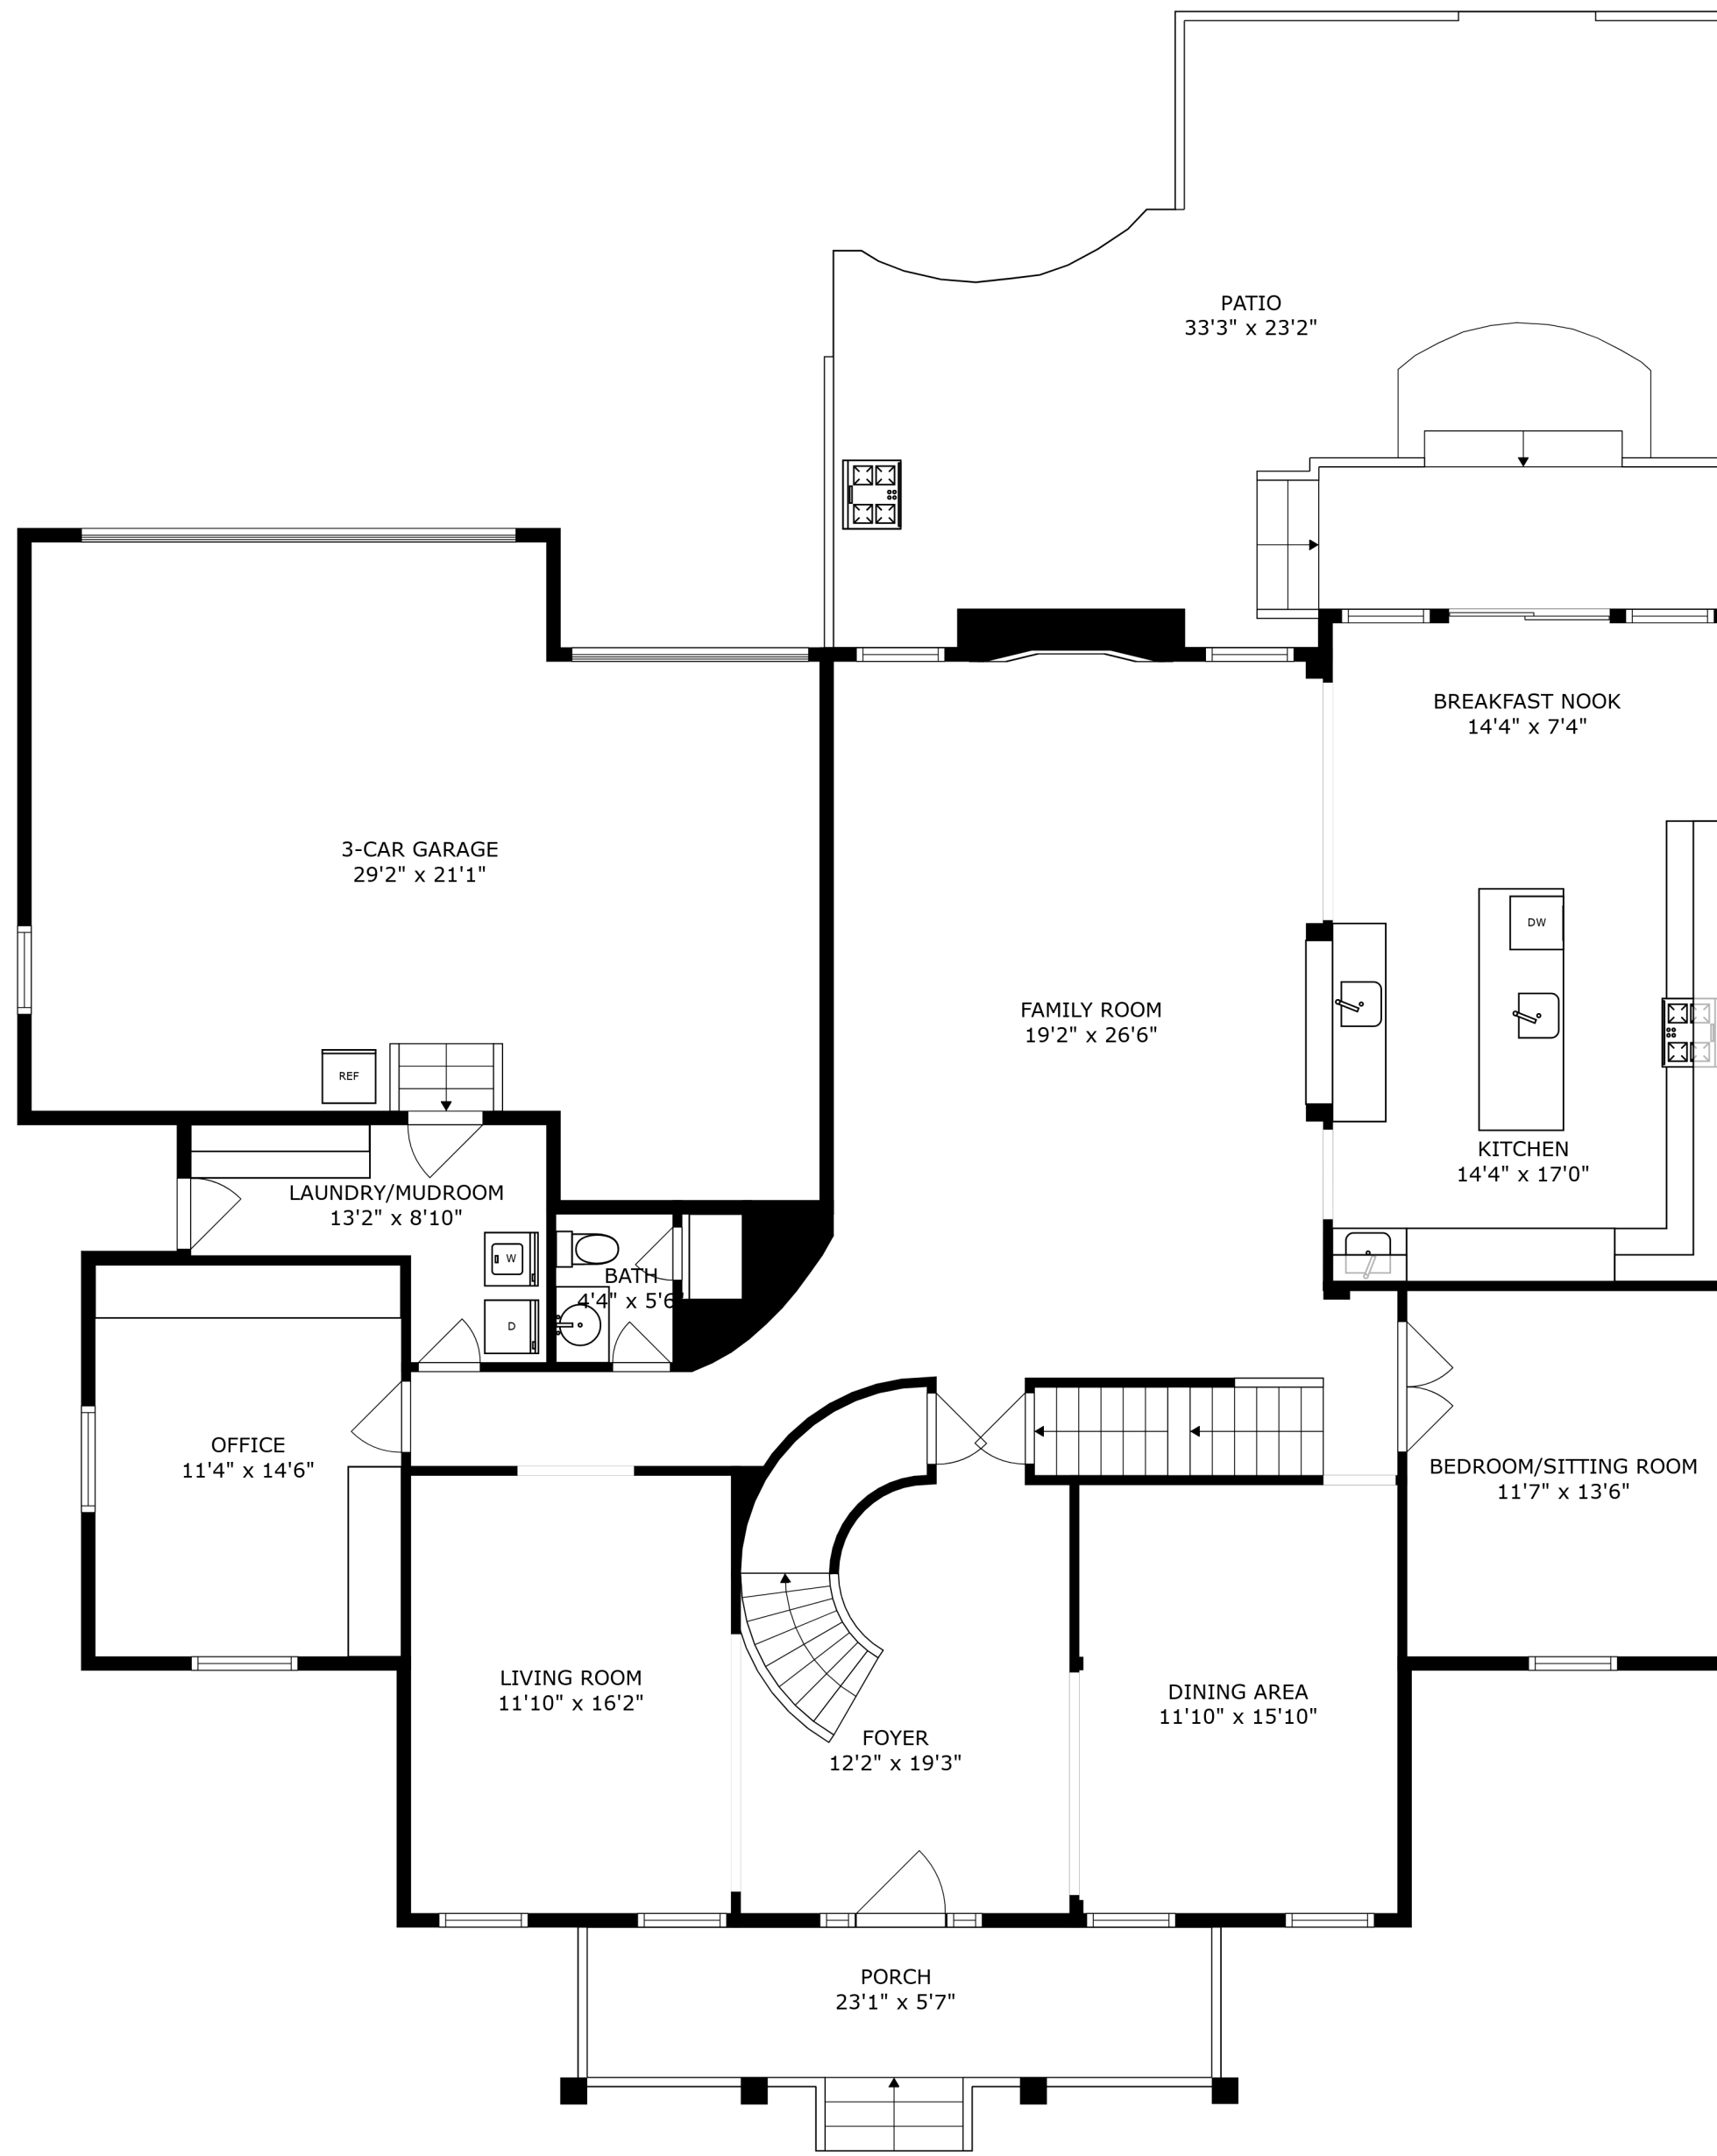 PATIO
33'3" x 23'2"
BREAKFAST NOOK
14'4" x 7'4"
3-CAR GARAGE
29'2" x 21'1"
DW
FAMILY ROOM
19'2" x 26'6"
REF
KITCHEN
14'4" x 17'0"
LAUNDRY/MUDROOM
13'2" x 8'10"
W
BATH
4'4" x 5'6"
D
OFFICE
11'4" x 14'6"
BEDROOM/SITTING ROOM
11'7" x 13'6"
LIVING ROOM
11'10" x 16'2"
DINING AREA
11'10" x 15'10"
FOYER
12'2" x 19'3"
PORCH
23'1" x 5'7"